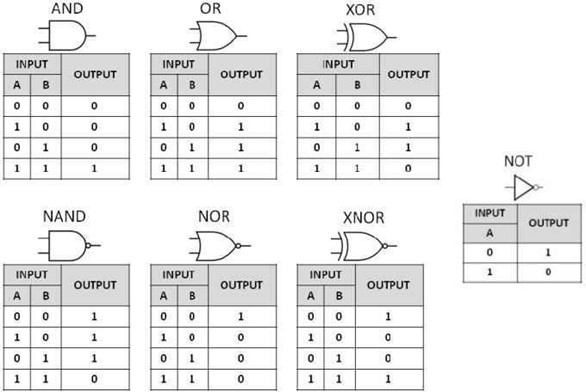 AND
INPUT OUTPUT
A B
0 0 0
1 0 0
0 1 0
1 1 1
OR
INPUT OUTPUT
A B
0 0 0
1 0 1
0 1 1
1 1 1
XOR
INPUT OUTPUT
A B
0 0 0
1 0 1
0 1 1
1 1 0
NOT
INPUT OUTPUT
A
0 1
1 0
NAND
INPUT OUTPUT
A B
0 0 1
1 0 1
0 1 1
1 1 0
NOR
INPUT OUTPUT
A B
0 0 1
1 0 0
0 1 0
1 1 0
XNOR
INPUT OUTPUT
A B
0 0 1
1 0 0
0 1 0
1 1 1